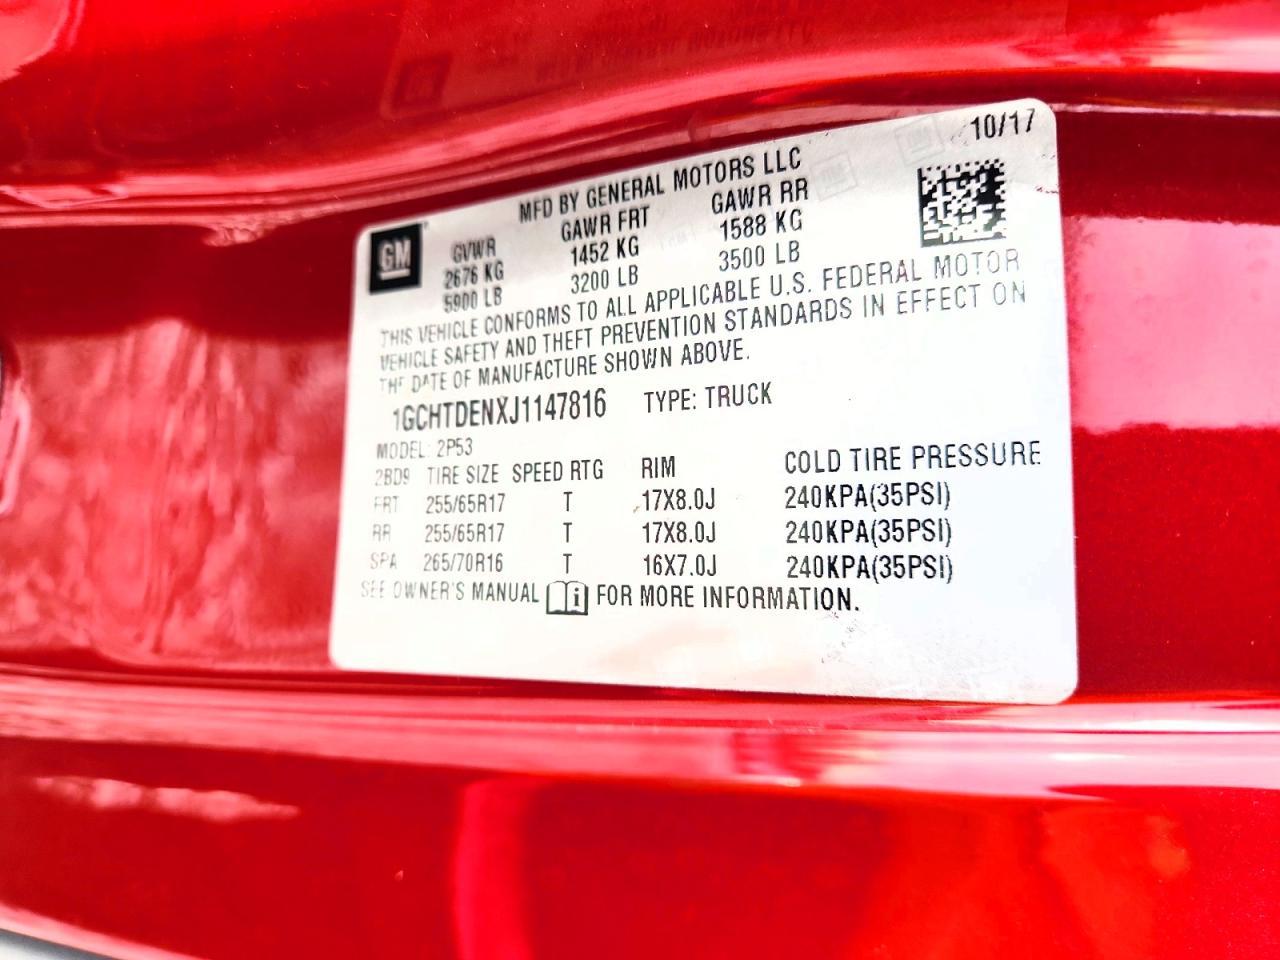 10/17
MFD BY GENERAL MOTORS LLC
GM
GVWR GAWR FRT GAWR RR
2676 KG 1452 KG 1588 KG
5900 LB 3200 LB 3500 LB
THIS VEHICLE CONFORMS TO ALL APPLICABLE U.S. FEDERAL MOTOR
VEHICLE SAFETY AND THEFT PREVENTION STANDARDS IN EFFECT ON
THE DATE OF MANUFACTURE SHOWN ABOVE.
1GCHTDENXJ1147816 TYPE: TRUCK
MODEL: 2P53
2BD9 TIRE SIZE SPEED RTG RIM COLD TIRE PRESSURE
FRT 255/65R17 T 17X8.0J 240KPA(35PSI)
RR 255/65R17 T 17X8.0J 240KPA(35PSI)
SPA 265/70R16 T 16X7.0J 240KPA(35PSI)
SEE OWNER'S MANUAL FOR MORE INFORMATION.